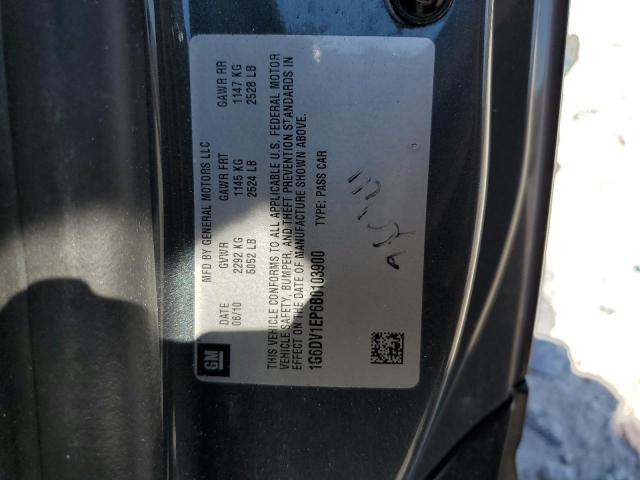 GM
MFD BY GENERAL MOTORS LLC
DATE GVWR GAWR FRT GAWR RR
06/10 2292 KG 1145 KG 1147 KG
5052 LB 2524 LB 2528 LB
THIS VEHICLE CONFORMS TO ALL APPLICABLE U.S. FEDERAL MOTOR
VEHICLE SAFETY, BUMPER, AND THEFT PREVENTION STANDARDS IN
EFFECT ON THE DATE OF MANUFACTURE SHOWN ABOVE.
1G6DV1EP6B0103900 TYPE: PASS CAR